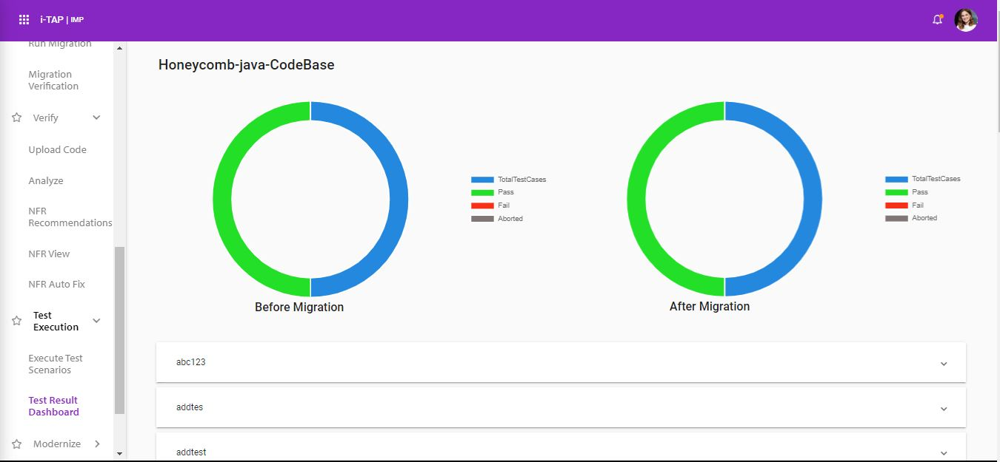 i-TAP | IMP
Run Migration
Migration
Verification
Verify
Upload Code
Analyze
NFR
Recommendations
NFR View
NFR Auto Fix
Test
Execution
Execute Test
Scenarios
Test Result
Dashboard
Modernize
Honeycomb-java-CodeBase
TotalTestCases
Pass
Fail
Aborted
Before Migration
TotalTestCases
Pass
Fail
Aborted
After Migration
abc123
addtes
addtest